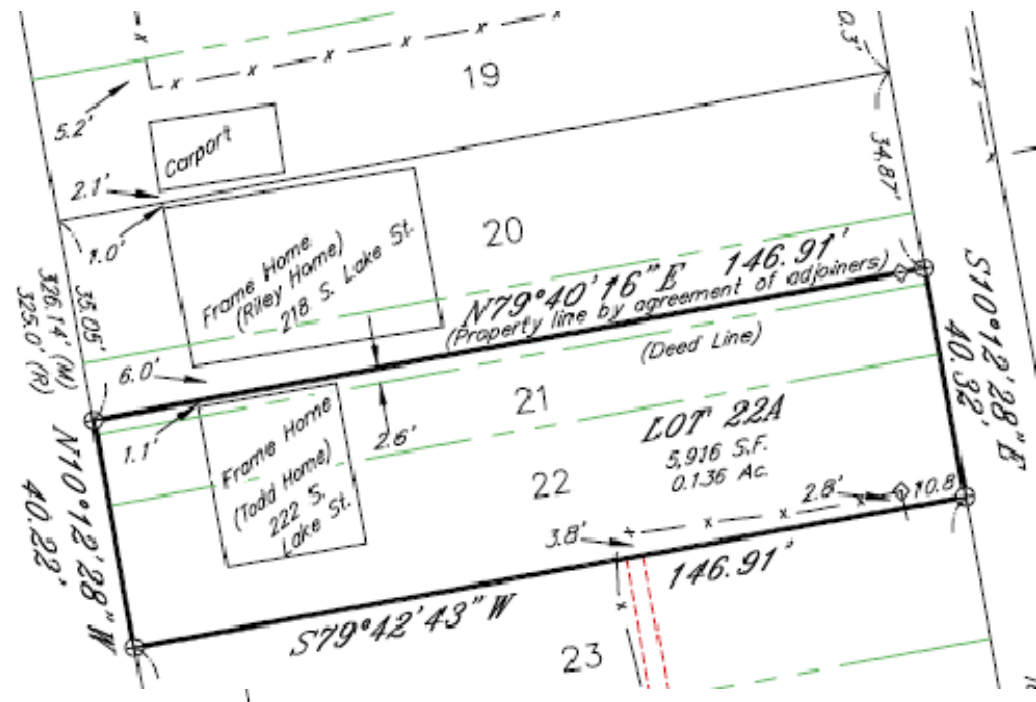 19
5.2'
Carport
34.87'
2.1'
1.0'
20
Frame Home
(Riley Home)
218 S. Lake St.
N79°40'16"E 146.91'
(Property line by agreement of adjoiners)
(Deed Line)
S10°12'28"E
40.32'
326.14' (M)
325.0' (R)
35.05'
6.0'
1.1'
2.6'
21
Frame Home
(Todd Home)
222 S.
Lake St.
LOT 22A
5,916 S.F.
0.136 Ac.
22
2.8'
10.8'
3.8'
N10°12'28"W
40.22'
S79°42'43"W
146.91'
23